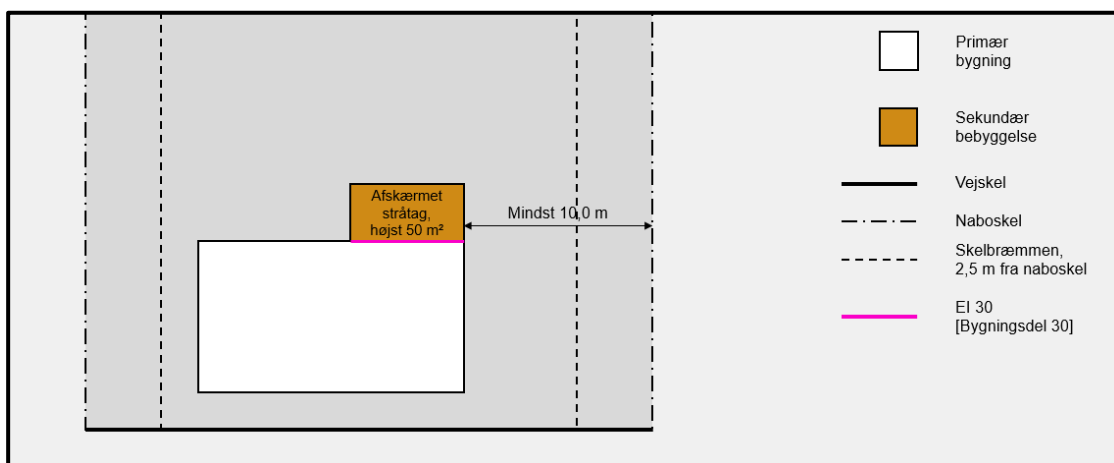 Afskærmet
stråtag,
højst 50 m²
Mindst 10,0 m
Primær
bygning
Sekundær
bebyggelse
Vejskel
Naboskel
Skelbræmmen,
2,5 m fra naboskel
EI 30
[Bygningsdel 30]